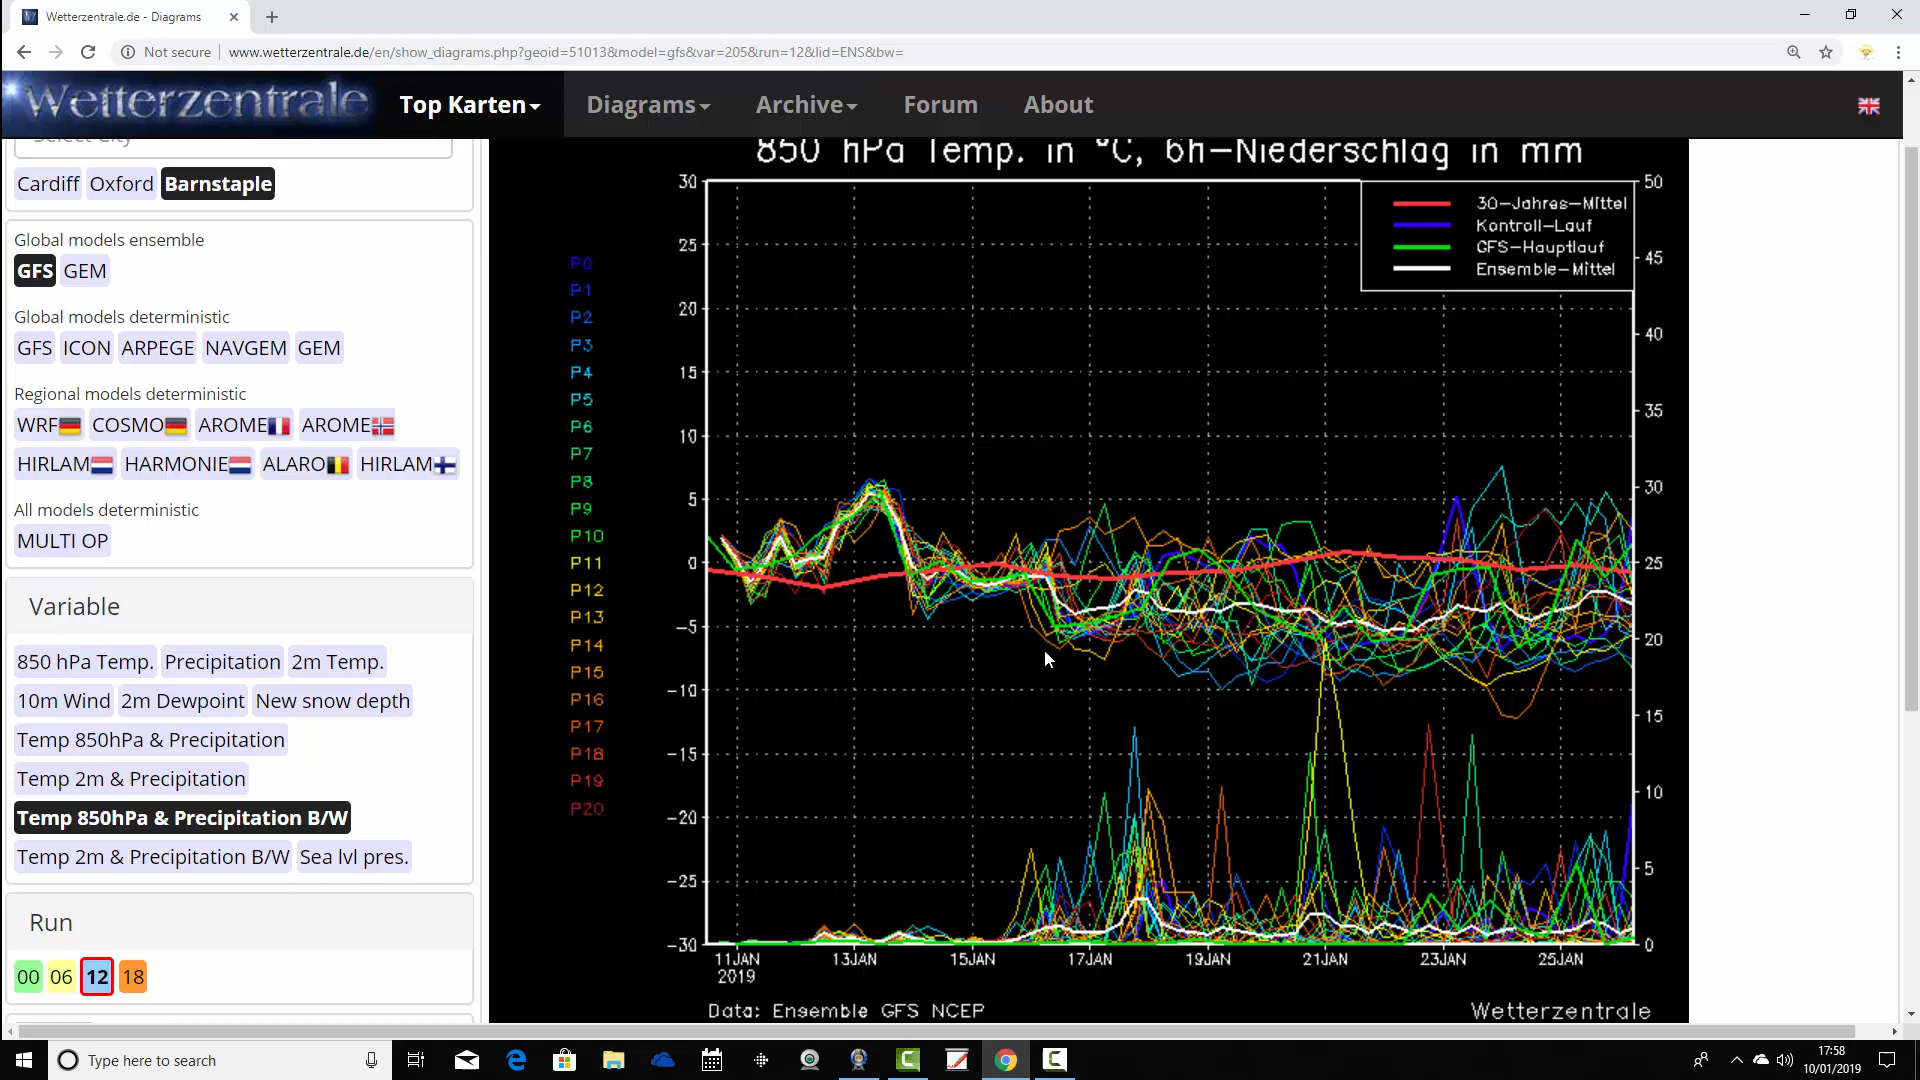 Wetterzentrale.de - Diagrams
Not secure
www.wetterzentrale.de/en/show_diagrams.php?geoid=51013&model=gfs&var=205&run=12&lid=ENS&bw=
Wetterzentrale
Top Karten
Diagrams
Archive
Forum
About
Select City
Cardiff Oxford Barnstaple
Global models ensemble
GFS GEM
Global models deterministic
GFS ICON ARPEGE NAVGEM GEM
Regional models deterministic
WRF COSMO AROME AROME
HIRLAM HARMONIE ALARO HIRLAM
All models deterministic
MULTI OP
Variable
850 hPa Temp. Precipitation 2m Temp.
10m Wind 2m Dewpoint New snow depth
Temp 850hPa & Precipitation
Temp 2m & Precipitation
Temp 850hPa & Precipitation B/W
Temp 2m & Precipitation B/W Sea lvl pres.
Run
00 06 12 18
850 hPa Temp. in °C, 6h-Niederschlag in mm
30-Jahres-Mittel
Kontroll-Lauf
GFS-Hauptlauf
Ensemble-Mittel
P0
P1
P2
P3
P4
P5
P6
P7
P8
P9
P10
P11
P12
P13
P14
P15
P16
P17
P18
P19
P20
30
25
20
15
10
5
0
-5
-10
-15
-20
-25
-30
50
45
40
35
30
25
20
15
10
5
0
11JAN 13JAN 15JAN 17JAN 19JAN 21JAN 23JAN 25JAN
2019
Data: Ensemble GFS NCEP
Wetterzentrale
Type here to search
17:58
10/01/2019